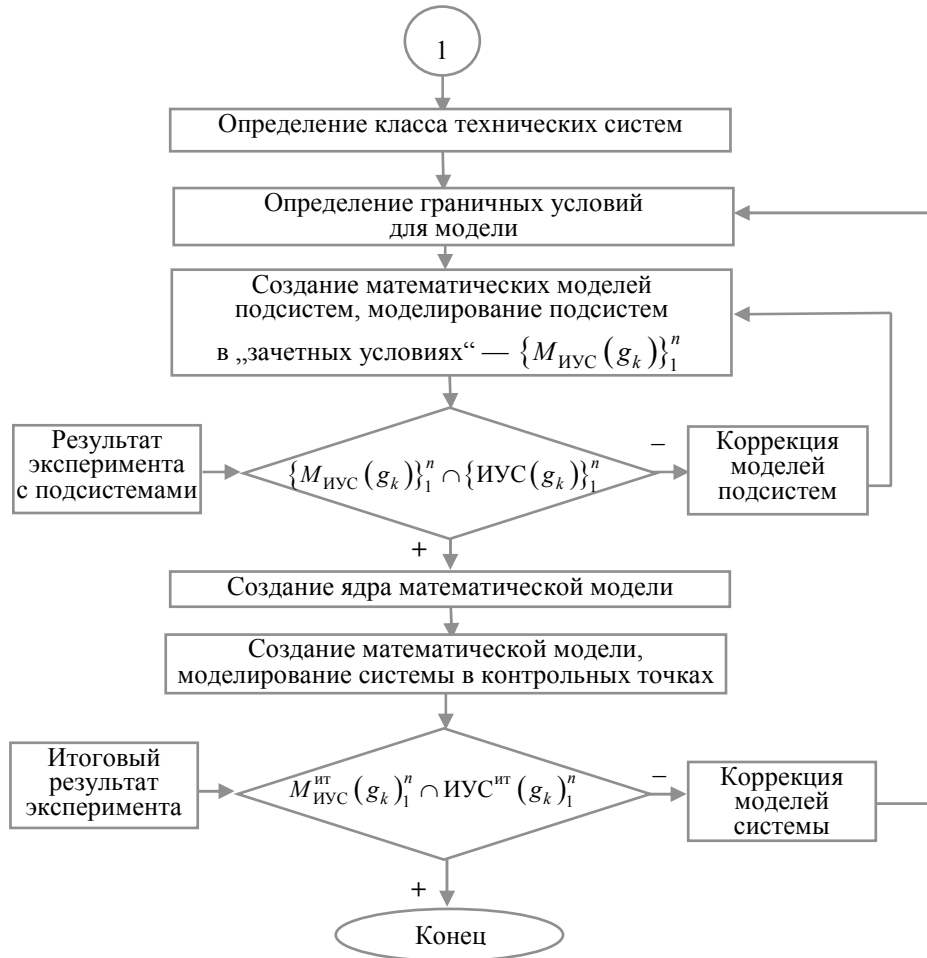 1
Определение класса технических систем
Определение граничных условий
для модели
Создание математических моделей
подсистем, моделирование подсистем
в „зачетных условиях“ — {M_ИУС(g_k)}_1^n
Результат
эксперимента
с подсистемами
{M_ИУС(g_k)}_1^n ∩ {ИУС(g_k)}_1^n
–
Коррекция
моделей
подсистем
+
Создание ядра математической модели
Создание математической модели,
моделирование системы в контрольных точках
Итоговый
результат
эксперимента
M_ИУС^ит(g_k)_1^n ∩ ИУС^ит(g_k)_1^n
–
Коррекция
моделей
системы
+
Конец